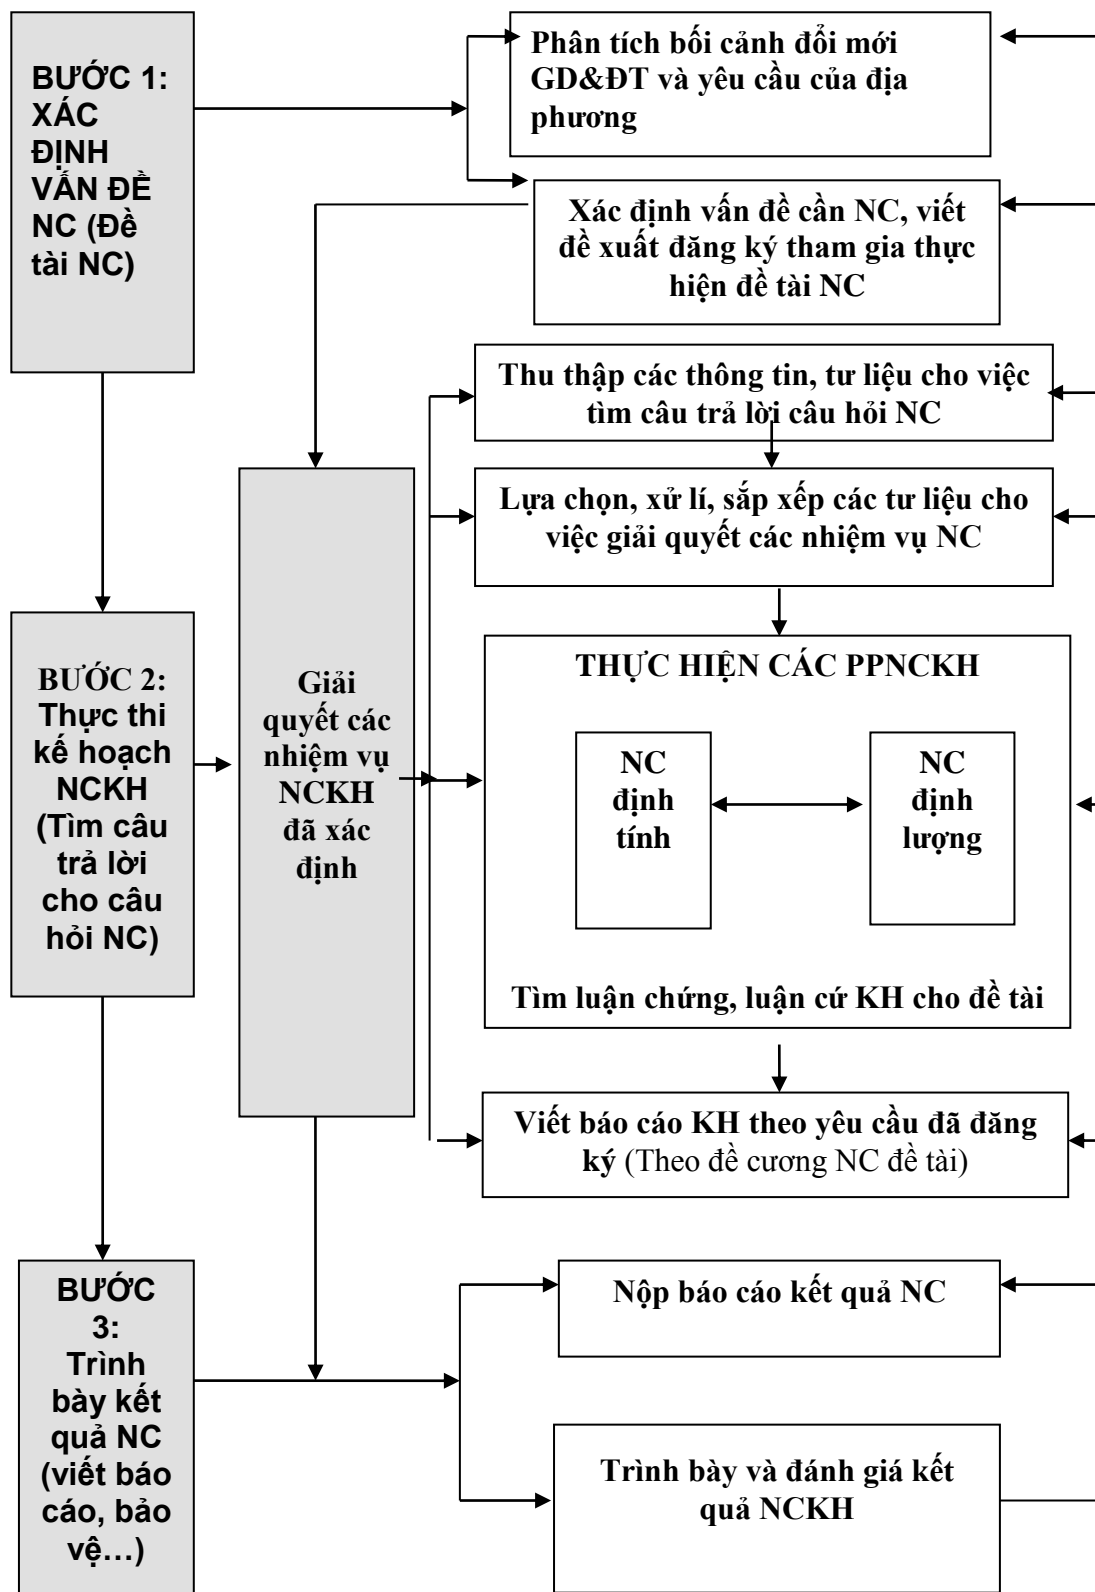 BƯỚC 1:
XÁC
ĐỊNH
VẤN ĐỀ
NC (Đề
tài NC)
Phân tích bối cảnh đổi mới
GD&ĐT và yêu cầu của địa
phương
Xác định vấn đề cần NC, viết
đề xuất đăng ký tham gia thực
hiện đề tài NC
Thu thập các thông tin, tư liệu cho việc
tìm câu trả lời câu hỏi NC
Lựa chọn, xử lí, sắp xếp các tư liệu cho
việc giải quyết các nhiệm vụ NC
BƯỚC 2:
Thực thi
kế hoạch
NCKH
(Tìm câu
trả lời
cho câu
hỏi NC)
Giải
quyết các
nhiệm vụ
NCKH
đã xác
định
THỰC HIỆN CÁC PPNCKH
NC
định
tính
NC
định
lượng
Tìm luận chứng, luận cứ KH cho đề tài
Viết báo cáo KH theo yêu cầu đã đăng
ký (Theo đề cương NC đề tài)
BƯỚC
3:
Trình
bày kết
quả NC
(viết báo
cáo, bảo
vệ…)
Nộp báo cáo kết quả NC
Trình bày và đánh giá kết
quả NCKH